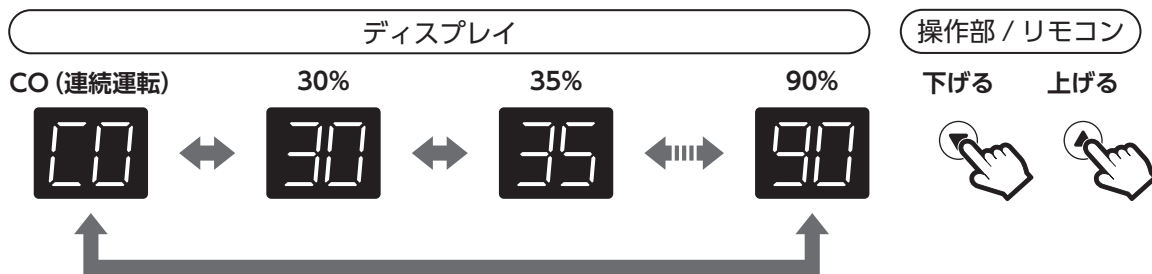 ディスプレイ
操作部 / リモコン
CO (連続運転)
30%
35%
90%
下げる
上げる
CO
30
35
90